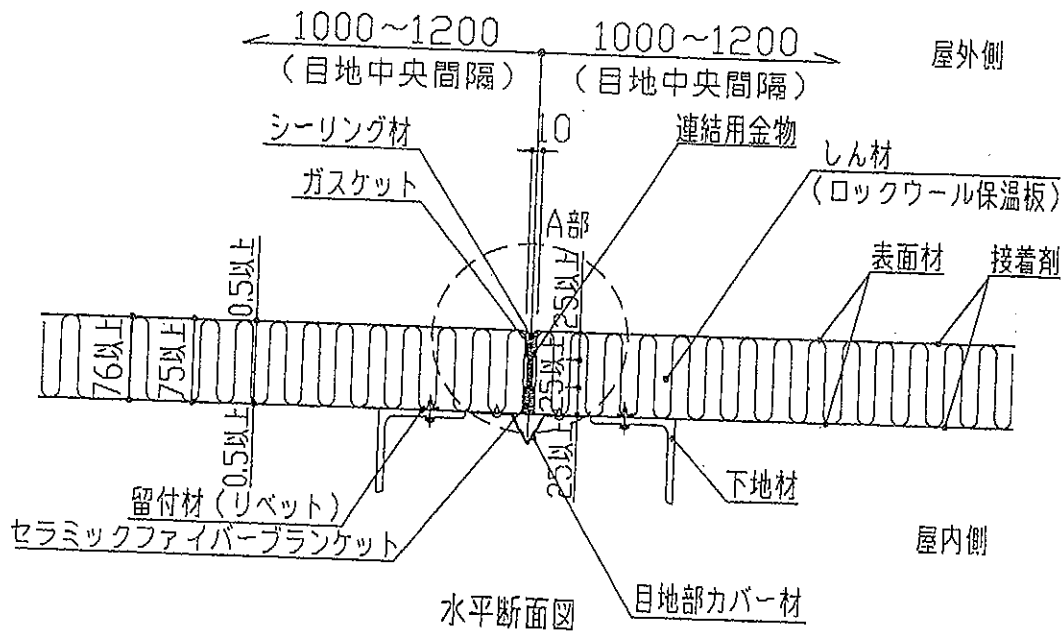 1000～1200
(目地中央間隔)
1000～1200
(目地中央間隔)
屋外側
シーリング材
10
連結用金物
ガスケット
しん材
(ロックウール保温板)
A部
表面材
接着剤
0.5以上
25以上
76以上
75以上
25以上
0.5以上
25以上
留付材(リベット)
下地材
セラミックファイバーブランケット
屋内側
水平断面図
目地部カバー材